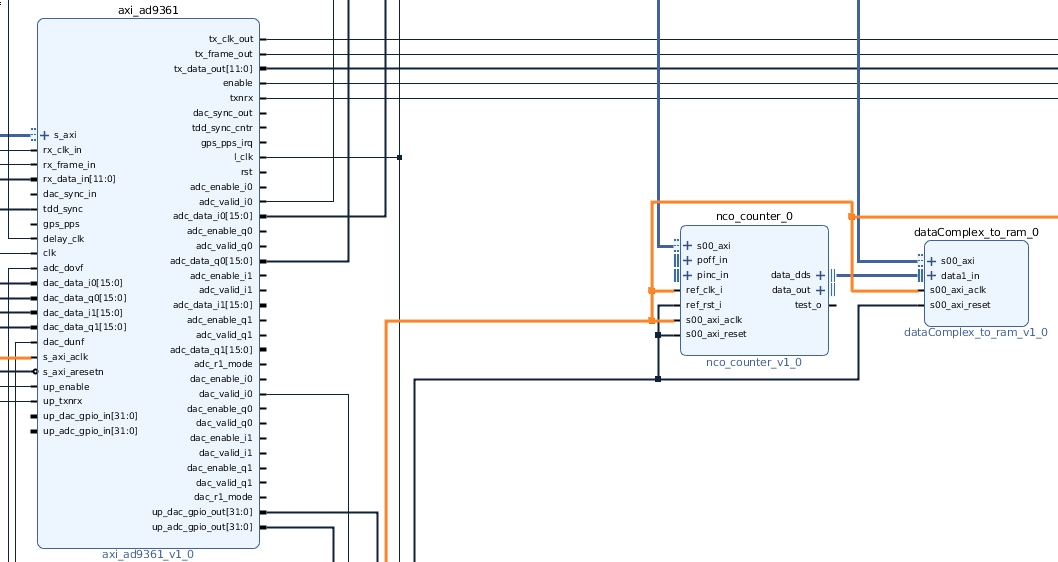 axi_ad9361
s_axi
rx_clk_in
rx_frame_in
rx_data_in[11:0]
dac_sync_in
tdd_sync
gps_pps
delay_clk
clk
adc_dovf
dac_data_i0[15:0]
dac_data_q0[15:0]
dac_data_i1[15:0]
dac_data_q1[15:0]
dac_dunf
s_axi_aclk
s_axi_aresetn
up_enable
up_txnrx
up_dac_gpio_in[31:0]
up_adc_gpio_in[31:0]
tx_clk_out
tx_frame_out
tx_data_out[11:0]
enable
txnrx
dac_sync_out
tdd_sync_cntr
gps_pps_irq
l_clk
rst
adc_enable_i0
adc_valid_i0
adc_data_i0[15:0]
adc_enable_q0
adc_valid_q0
adc_data_q0[15:0]
adc_enable_i1
adc_valid_i1
adc_data_i1[15:0]
adc_enable_q1
adc_valid_q1
adc_data_q1[15:0]
adc_r1_mode
dac_enable_i0
dac_valid_i0
dac_enable_q0
dac_valid_q0
dac_enable_i1
dac_valid_i1
dac_enable_q1
dac_valid_q1
dac_r1_mode
up_dac_gpio_out[31:0]
up_adc_gpio_out[31:0]
axi_ad9361_v1_0
nco_counter_0
s00_axi
poff_in
pinc_in
ref_clk_i
ref_rst_i
s00_axi_aclk
s00_axi_reset
data_dds
data_out
test_o
nco_counter_v1_0
dataComplex_to_ram_0
s00_axi
data1_in
s00_axi_aclk
s00_axi_reset
dataComplex_to_ram_v1_0